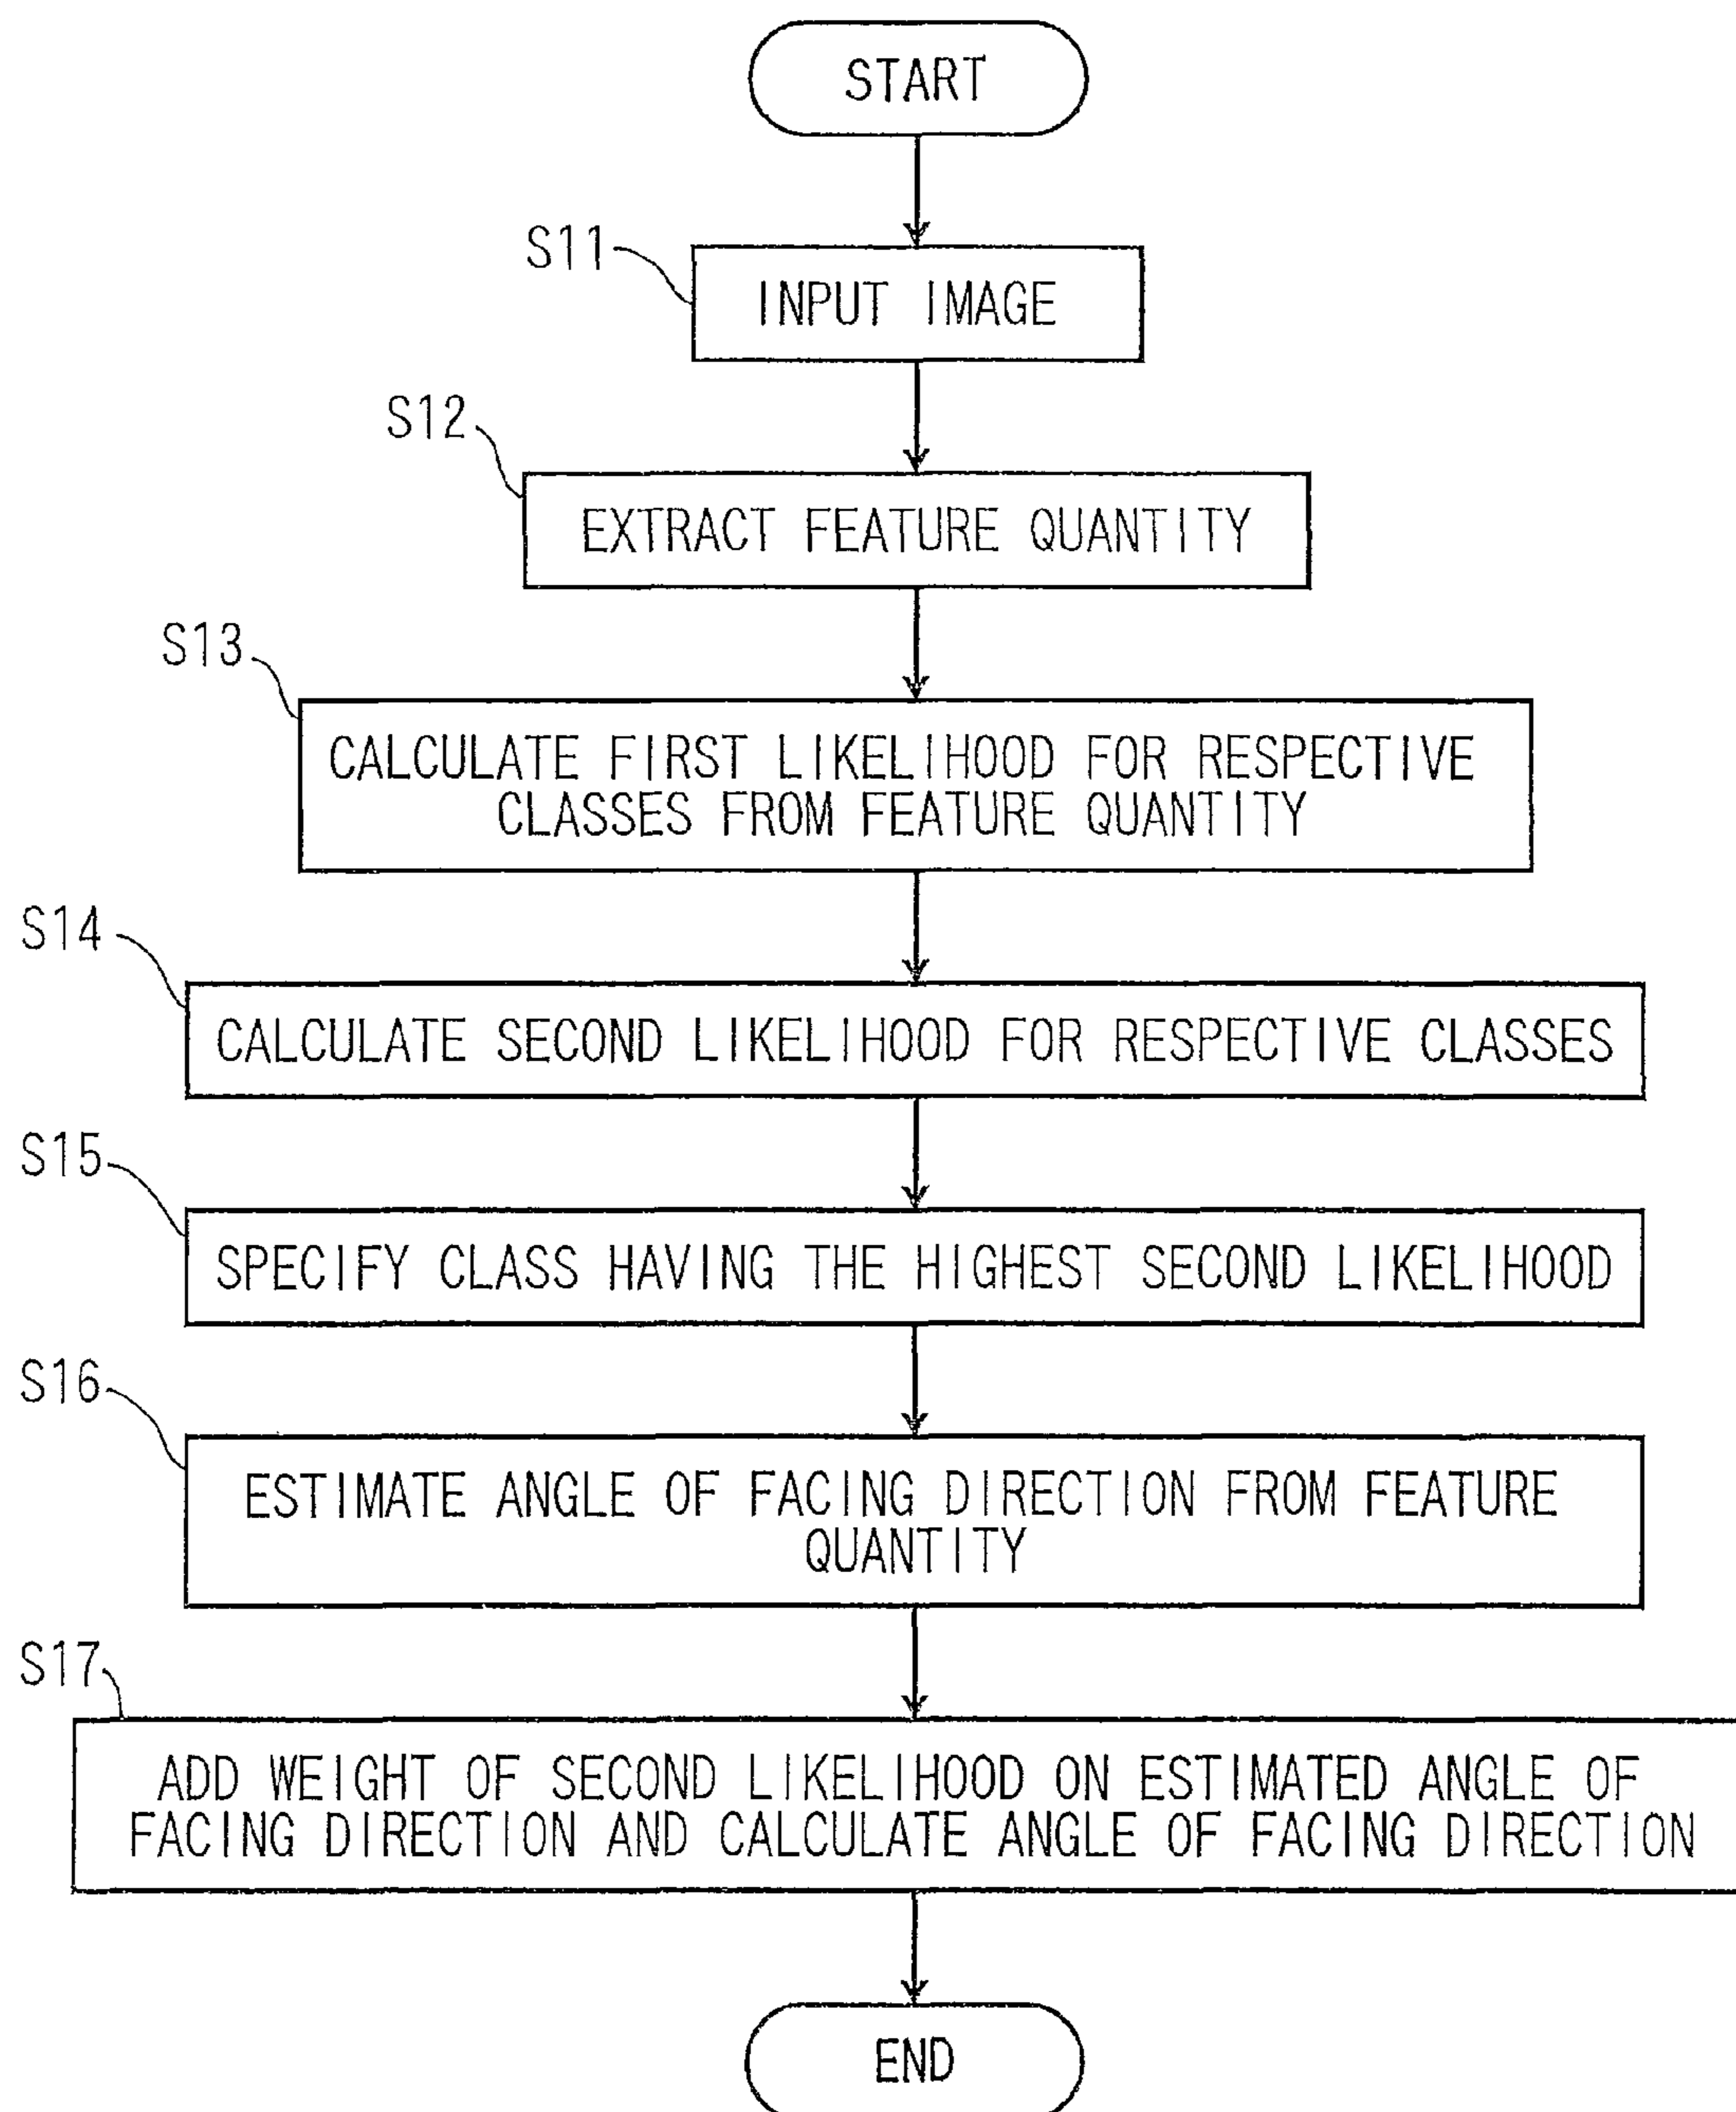 START
S11
INPUT IMAGE
S12
EXTRACT FEATURE QUANTITY
S13
CALCULATE FIRST LIKELIHOOD FOR RESPECTIVE
CLASSES FROM FEATURE QUANTITY
S14
CALCULATE SECOND LIKELIHOOD FOR RESPECTIVE CLASSES
S15
SPECIFY CLASS HAVING THE HIGHEST SECOND LIKELIHOOD
S16
ESTIMATE ANGLE OF FACING DIRECTION FROM FEATURE
QUANTITY
S17
ADD WEIGHT OF SECOND LIKELIHOOD ON ESTIMATED ANGLE OF
FACING DIRECTION AND CALCULATE ANGLE OF FACING DIRECTION
END